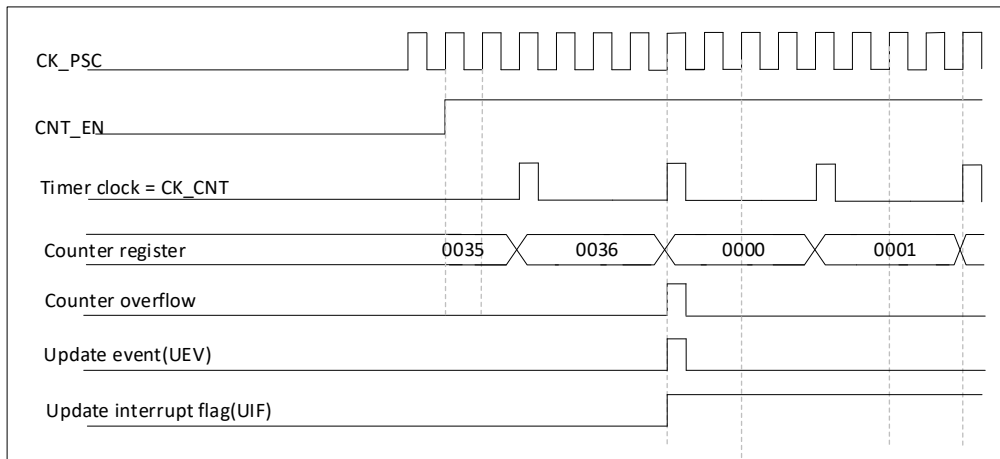 CK_PSC
CNT_EN
Timer clock = CK_CNT
Counter register 0035 0036 0000 0001
Counter overflow
Update event(UEV)
Update interrupt flag(UIF)